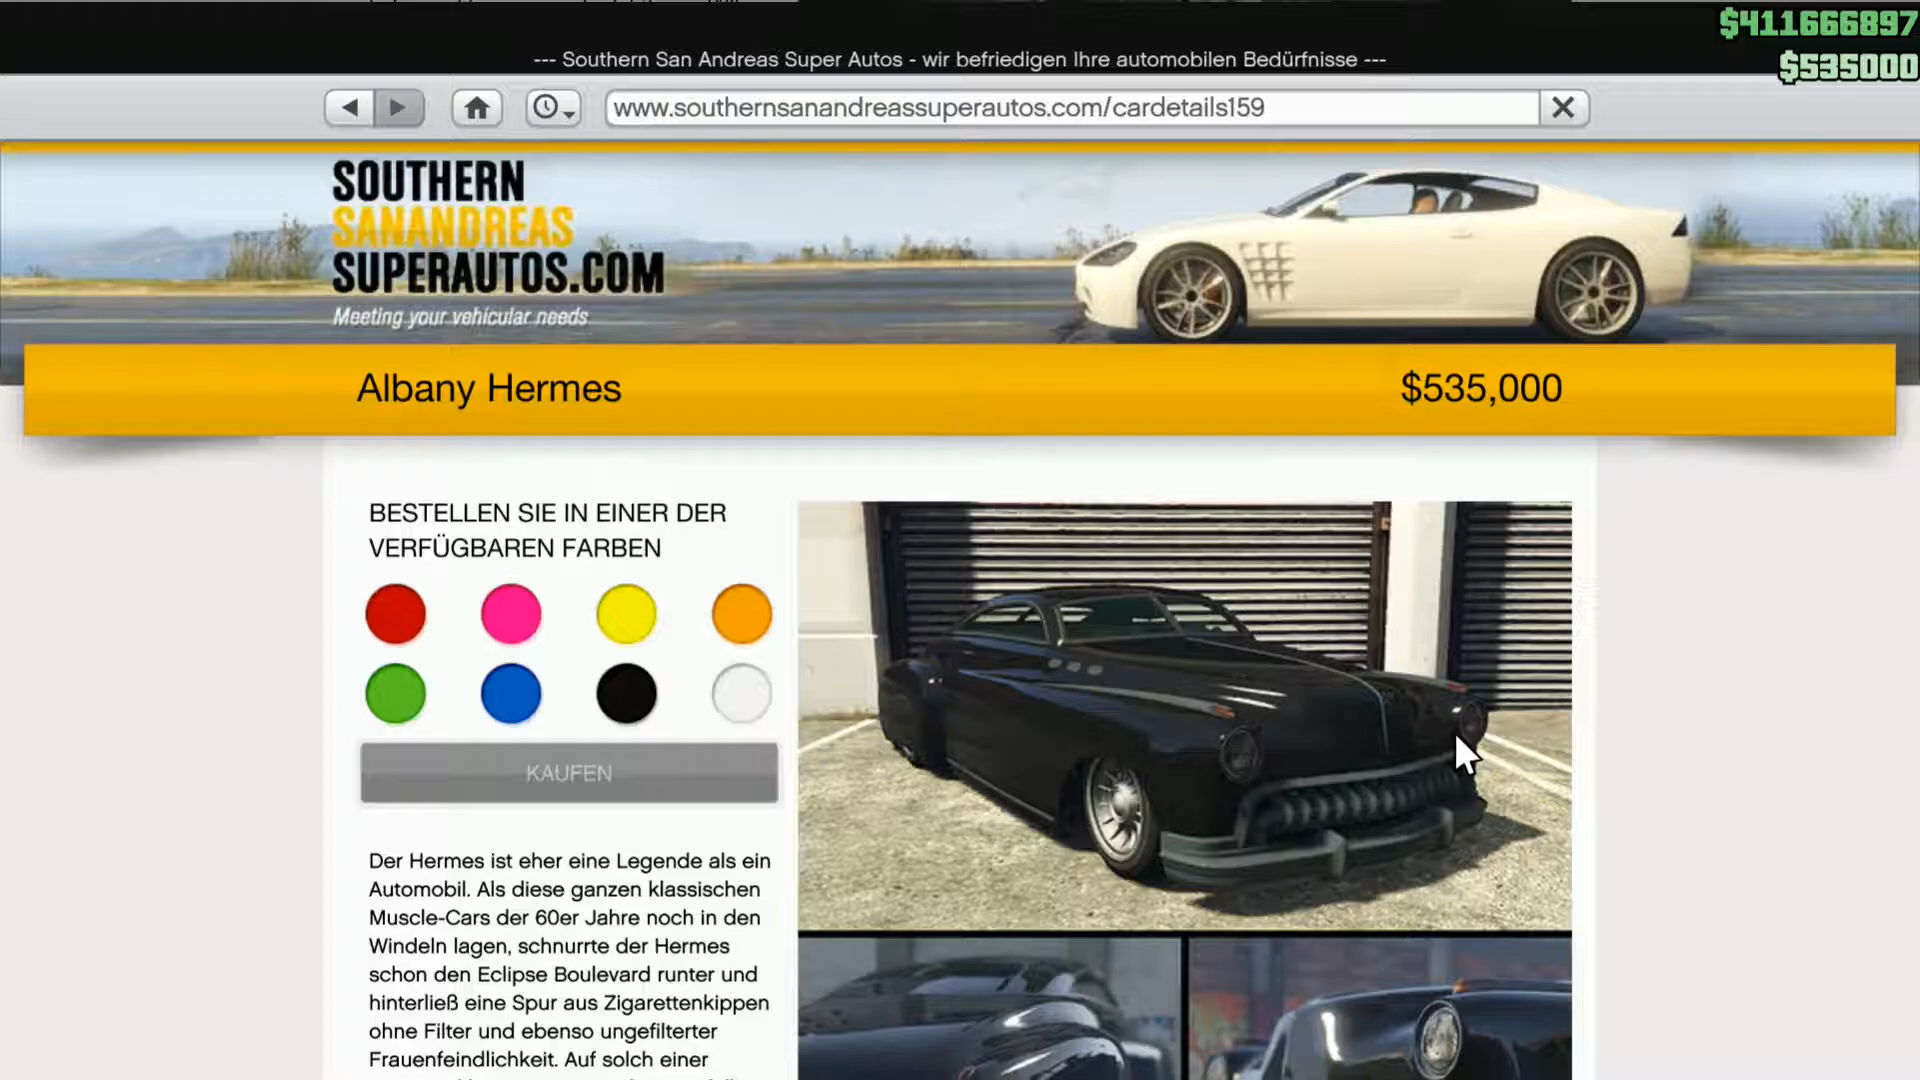 $411666897
--- Southern San Andreas Super Autos - wir befriedigen Ihre automobilen Bedürfnisse ---
$535000
www.southernsanandreassuperautos.com/cardetails159
SOUTHERN
SANANDREAS
SUPERAUTOS.COM
Meeting your vehicular needs
Albany Hermes
$535,000
BESTELLEN SIE IN EINER DER
VERFÜGBAREN FARBEN
KAUFEN
Der Hermes ist eher eine Legende als ein
Automobil. Als diese ganzen klassischen
Muscle-Cars der 60er Jahre noch in den
Windeln lagen, schnurrte der Hermes
schon den Eclipse Boulevard runter und
hinterließ eine Spur aus Zigarettenkippen
ohne Filter und ebenso ungefilterter
Frauenfeindlichkeit. Auf solch einer